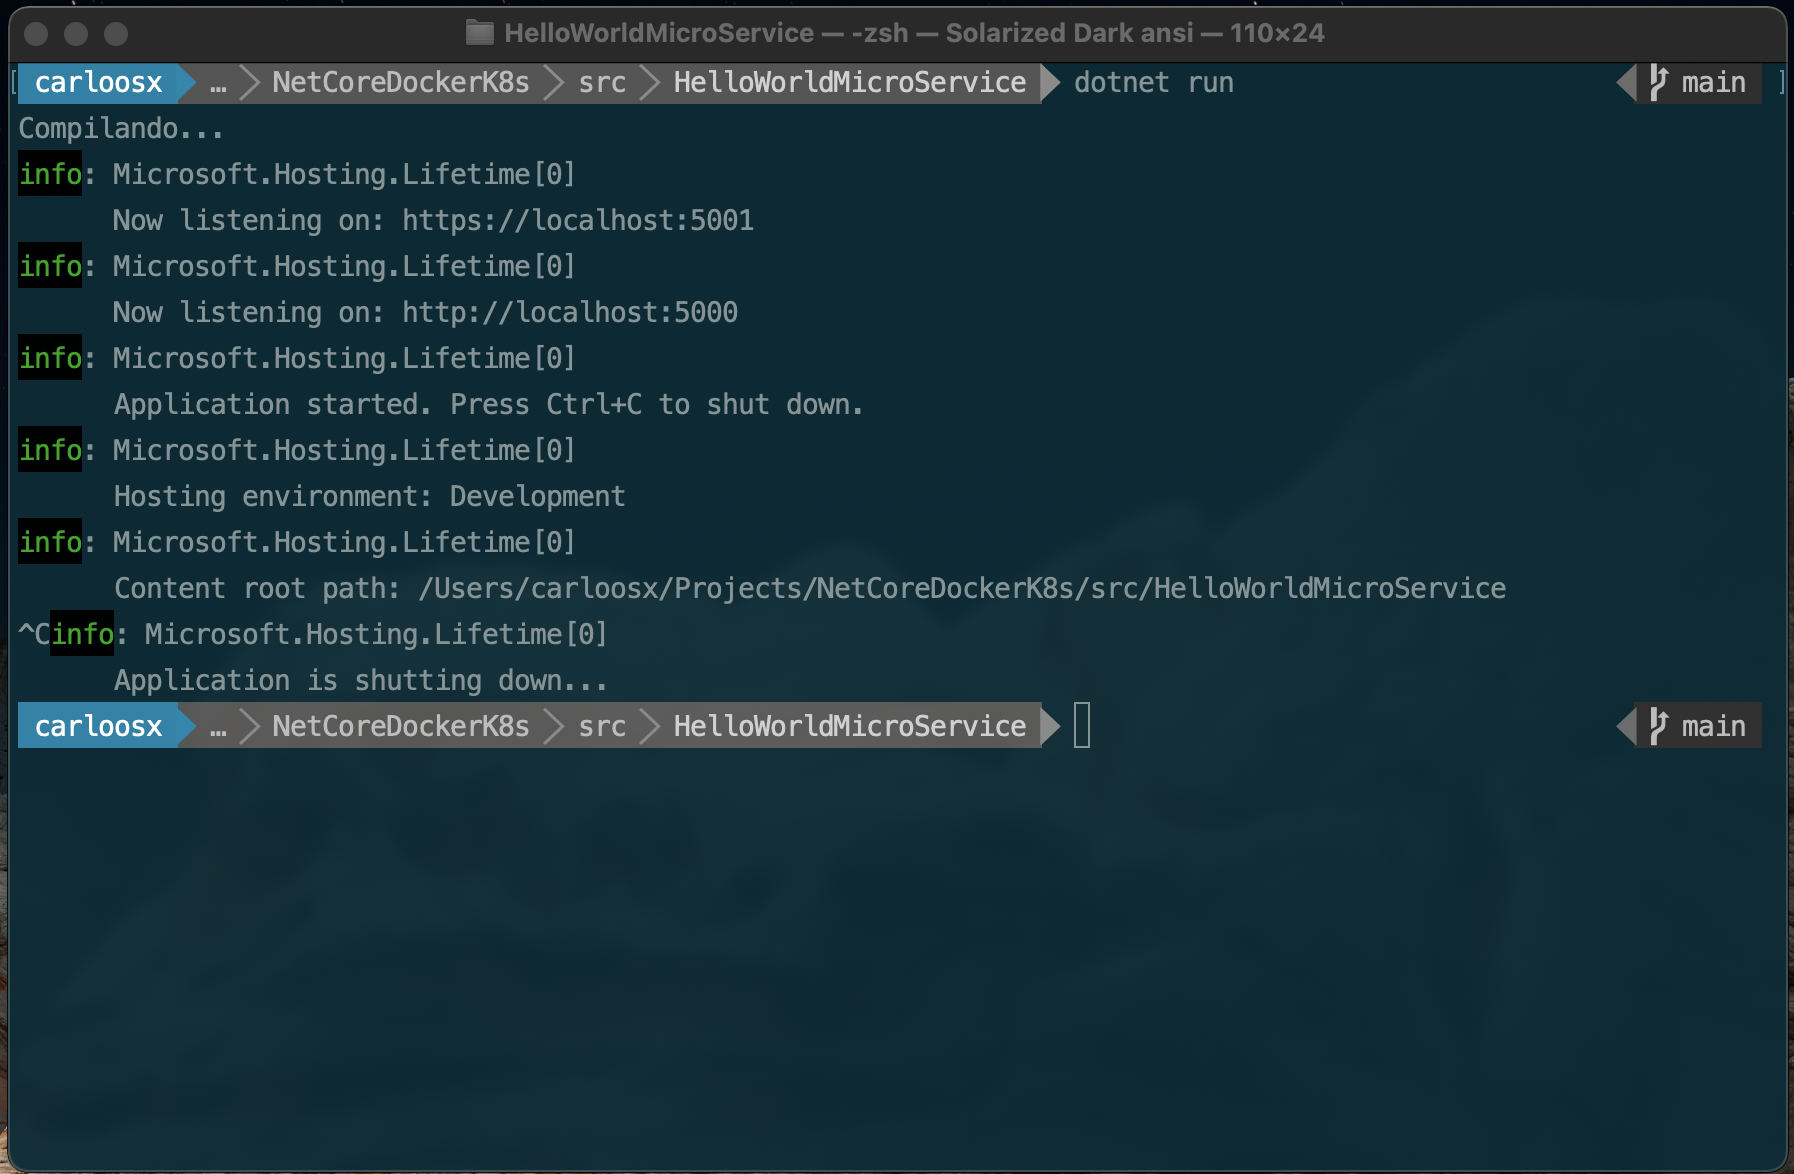 HelloWorldMicroService — -zsh — Solarized Dark ansi — 110×24
[ carloosx … NetCoreDockerK8s src HelloWorldMicroService dotnet run main ]
Compilando...
info: Microsoft.Hosting.Lifetime[0]
Now listening on: https://localhost:5001
info: Microsoft.Hosting.Lifetime[0]
Now listening on: http://localhost:5000
info: Microsoft.Hosting.Lifetime[0]
Application started. Press Ctrl+C to shut down.
info: Microsoft.Hosting.Lifetime[0]
Hosting environment: Development
info: Microsoft.Hosting.Lifetime[0]
Content root path: /Users/carloosx/Projects/NetCoreDockerK8s/src/HelloWorldMicroService
^Cinfo: Microsoft.Hosting.Lifetime[0]
Application is shutting down...
carloosx … NetCoreDockerK8s src HelloWorldMicroService main